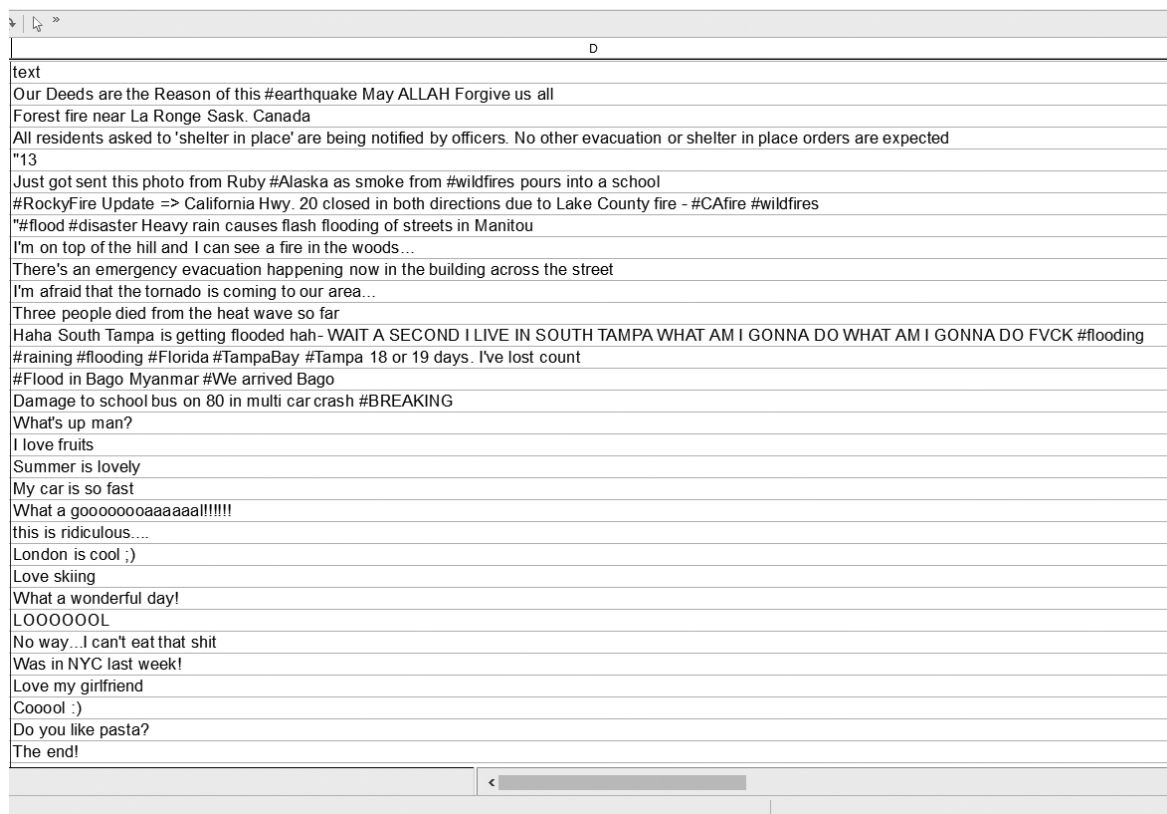 »
D
text
Our Deeds are the Reason of this #earthquake May ALLAH Forgive us all
Forest fire near La Ronge Sask. Canada
All residents asked to 'shelter in place' are being notified by officers. No other evacuation or shelter in place orders are expected
"13
Just got sent this photo from Ruby #Alaska as smoke from #wildfires pours into a school
#RockyFire Update => California Hwy. 20 closed in both directions due to Lake County fire - #CAfire #wildfires
"#flood #disaster Heavy rain causes flash flooding of streets in Manitou
I'm on top of the hill and I can see a fire in the woods...
There's an emergency evacuation happening now in the building across the street
I'm afraid that the tornado is coming to our area...
Three people died from the heat wave so far
Haha South Tampa is getting flooded hah- WAIT A SECOND I LIVE IN SOUTH TAMPA WHAT AM I GONNA DO WHAT AM I GONNA DO FVCK #flooding
#raining #flooding #Florida #TampaBay #Tampa 18 or 19 days. I've lost count
#Flood in Bago Myanmar #We arrived Bago
Damage to school bus on 80 in multi car crash #BREAKING
What's up man?
I love fruits
Summer is lovely
My car is so fast
What a goooooooaaaaaal!!!!!!
this is ridiculous....
London is cool ;)
Love skiing
What a wonderful day!
LOOOOOOL
No way...I can't eat that shit
Was in NYC last week!
Love my girlfriend
Cooool :)
Do you like pasta?
The end!